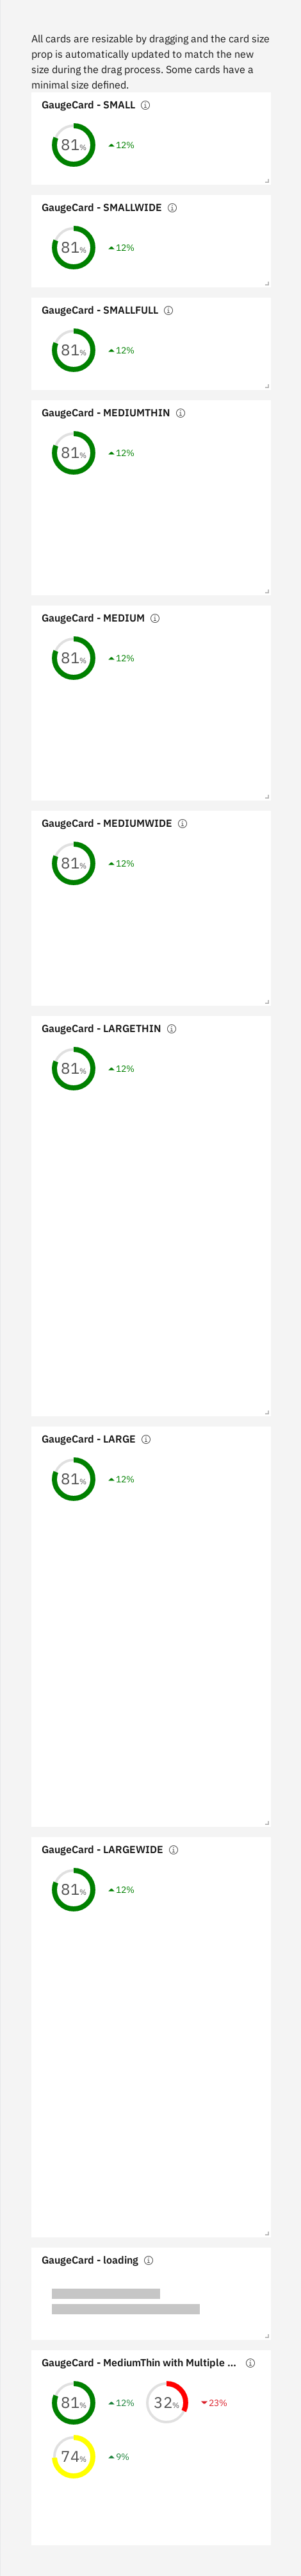 All cards are resizable by dragging and the card size
prop is automatically updated to match the new
size during the drag process. Some cards have a
minimal size defined.
GaugeCard - SMALL
81% 12%
GaugeCard - SMALLWIDE
81% 12%
GaugeCard - SMALLFULL
81% 12%
GaugeCard - MEDIUMTHIN
81% 12%
GaugeCard - MEDIUM
81% 12%
GaugeCard - MEDIUMWIDE
81% 12%
GaugeCard - LARGETHIN
81% 12%
GaugeCard - LARGE
81% 12%
GaugeCard - LARGEWIDE
81% 12%
GaugeCard - loading
GaugeCard - MediumThin with Multiple ...
81% 12% 32% 23%
74% 9%